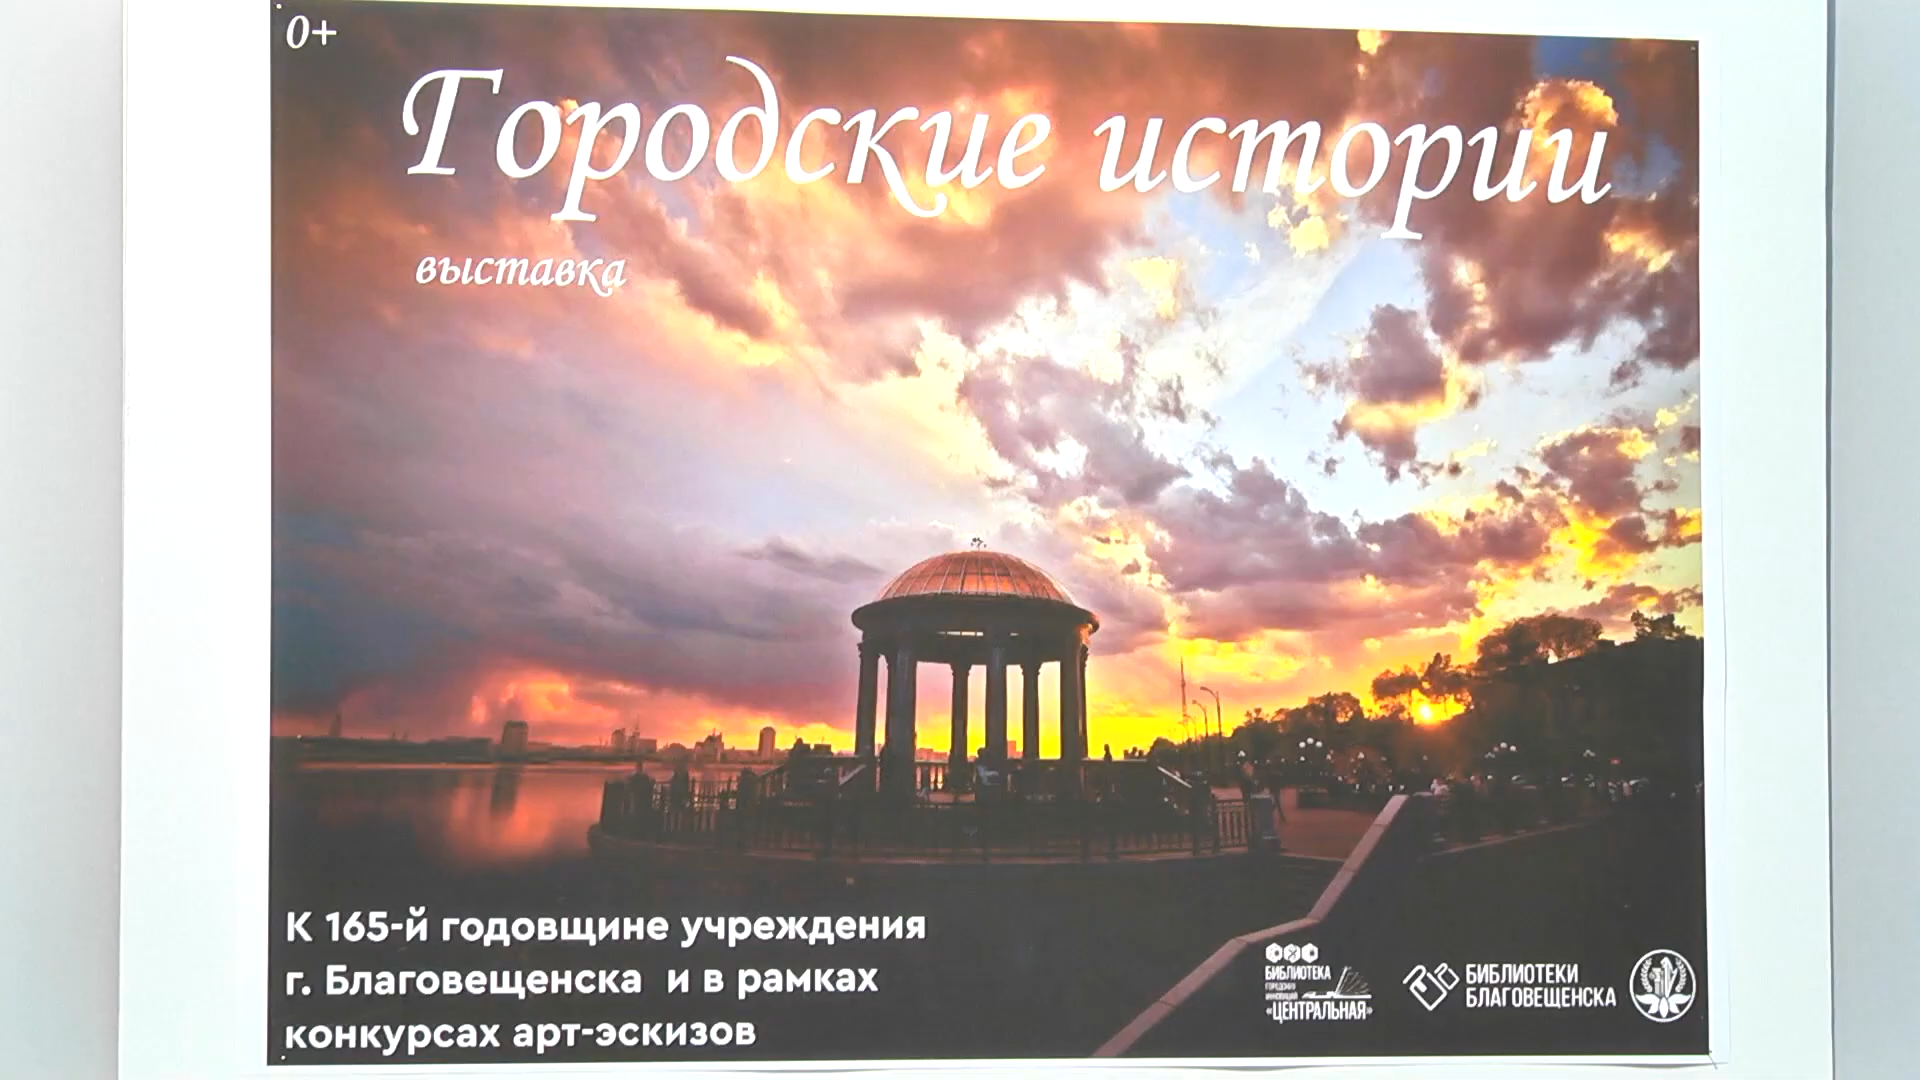 0+
Городские истории
выставка
К 165-й годовщине учреждения
г. Благовещенска и в рамках
конкурсах арт-эскизов
БИБЛИОТЕКА
«ЦЕНТРАЛЬНАЯ»
БИБЛИОТЕКИ
БЛАГОВЕЩЕНСКА